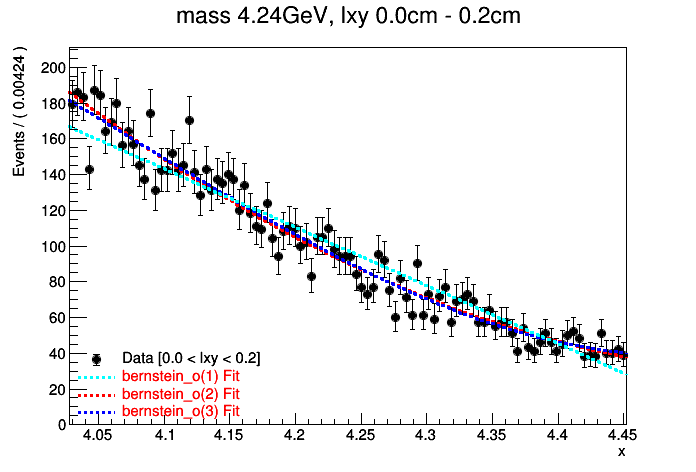 mass 4.24GeV, lxy 0.0cm - 0.2cm
Events / ( 0.00424 )
200
180
160
140
120
100
80
60
40
20
0
Data [0.0 < lxy < 0.2]
bernstein_o(1) Fit
bernstein_o(2) Fit
bernstein_o(3) Fit
4.05 4.1 4.15 4.2 4.25 4.3 4.35 4.4 4.45
x